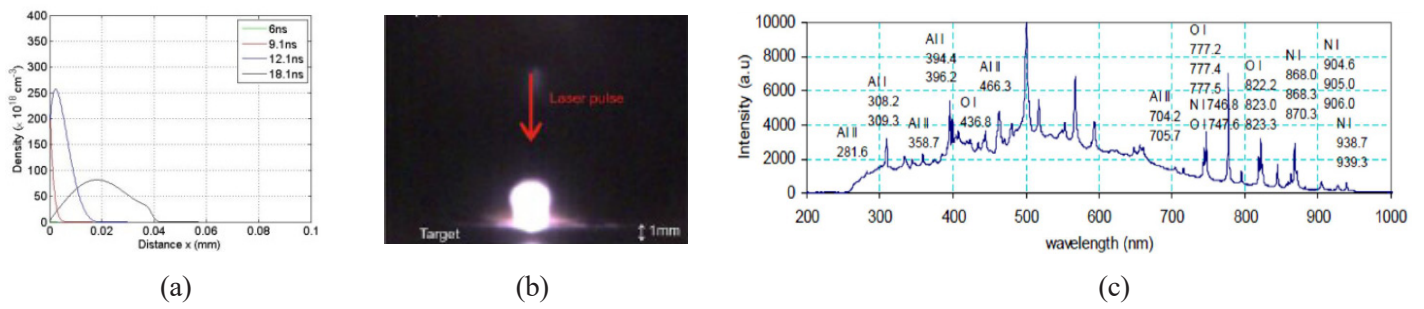 400
350
300
250
200
150
100
50
0
Density (× 10¹⁸ cm⁻³)
6ns
9.1ns
12.1ns
18.1ns
0 0.02 0.04 0.06 0.08 0.1
Distance x (mm)
(a)
Laser pulse
Target
1mm
(b)
10000
8000
6000
4000
2000
0
Intensity (a.u)
Al II
281.6
Al I
308.2
309.3
Al II
358.7
Al I
394.4
396.2
O I
436.8
Al II
466.3
Al II
704.2
705.7
O I
777.2
777.4
777.5
N I 746.8
O I 747.6
O I
822.2
823.0
823.3
N I
868.0
868.3
870.3
N I
904.6
905.0
906.0
N I
938.7
939.3
200 300 400 500 600 700 800 900 1000
wavelength (nm)
(c)